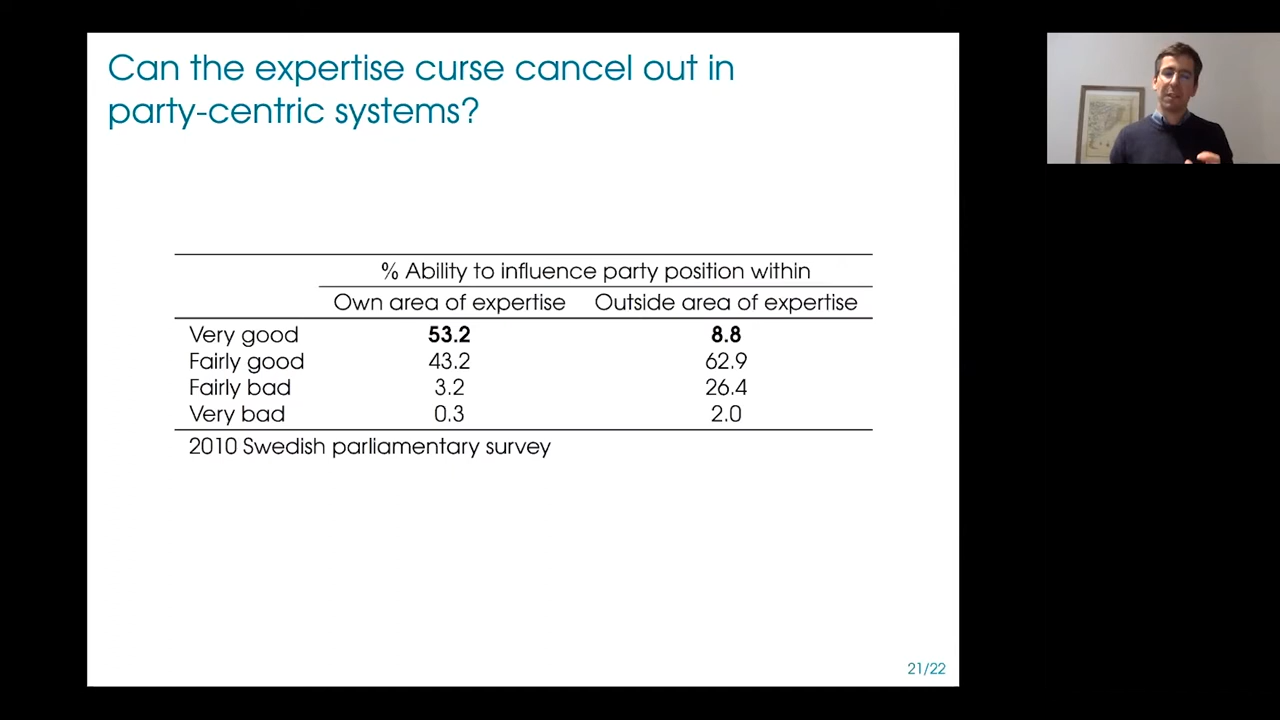 Can the expertise curse cancel out in
party-centric systems?
% Ability to influence party position within
Own area of expertise Outside area of expertise
Very good 53.2 8.8
Fairly good 43.2 62.9
Fairly bad 3.2 26.4
Very bad 0.3 2.0
2010 Swedish parliamentary survey
21/22